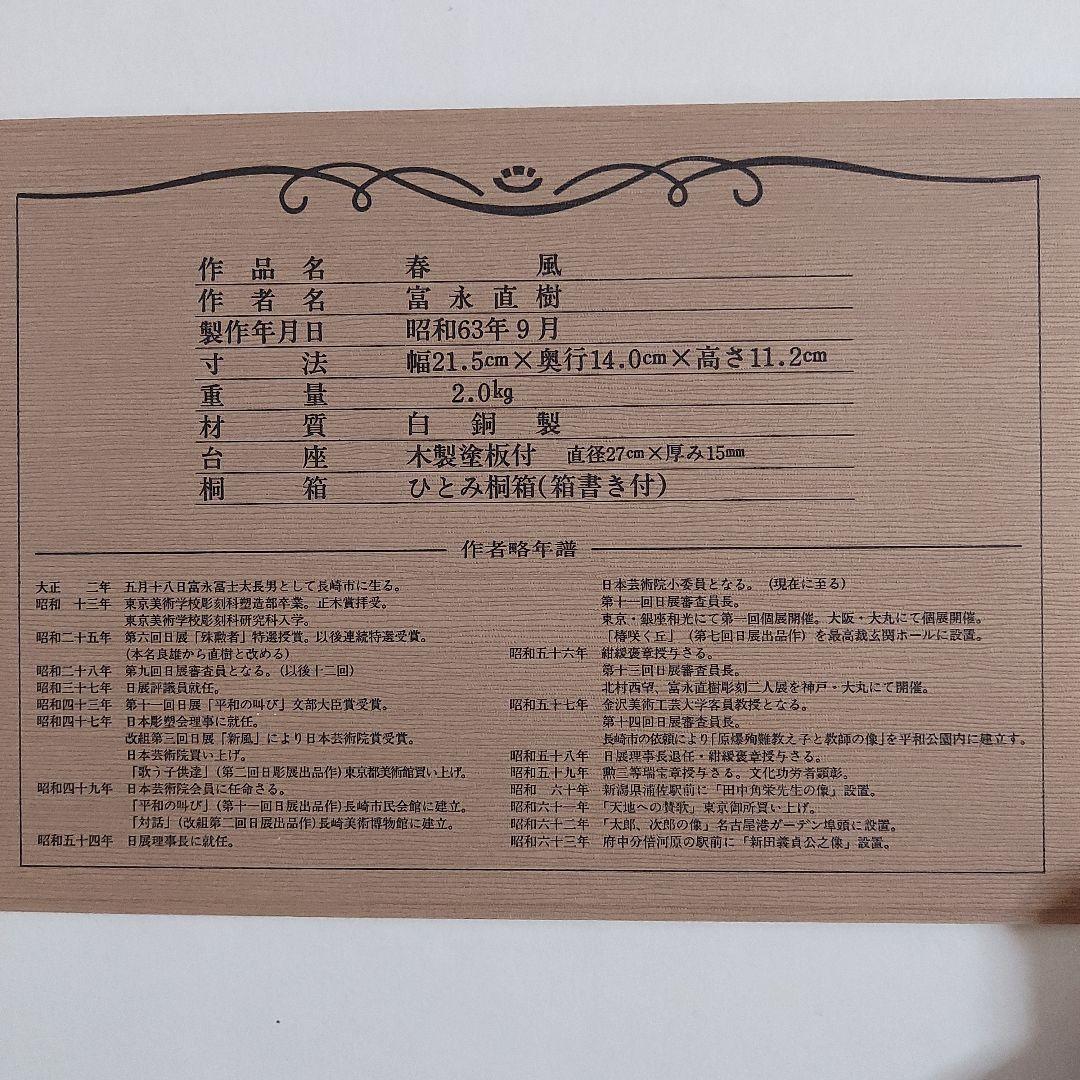 作品名 春風
作者名 富永直樹
製作年月日 昭和63年9月
寸法 幅21.5cm×奥行14.0cm×高さ11.2cm
重量 2.0kg
材質 白銅製
台座 木製塗板付 直径27cm×厚み15mm
桐箱 ひとみ桐箱(箱書き付)
作者略年譜
大正二年 五月十八日富永冨士太長男として長崎市に生る。
昭和十三年 東京美術学校彫刻科塑造部卒業。正木賞拝受。
東京美術学校彫刻科研究科入学。
昭和二十五年 第六回日展「殊勲者」特選授賞。以後連続特選受賞。
(本名良雄から直樹と改める)
昭和二十八年 第九回日展審査員となる。(以後十二回)
昭和三十七年 日展評議員就任。
昭和四十三年 第十一回日展「平和の叫び」文部大臣賞受賞。
昭和四十七年 日本彫塑会理事に就任。
改組第三回日展「新風」により日本芸術院賞受賞。
日本芸術院買い上げ。
「歌う子供達」(第二回日彫展出品作)東京都美術館買い上げ。
昭和四十九年 日本芸術院会員に任命さる。
「平和の叫び」(第十一回日展出品作)長崎市民会館に建立。
「対話」(改組第二回日展出品作)長崎美術博物館に建立。
昭和五十四年 日展理事長に就任。
日本芸術院小委員となる。(現在に至る)
第十一回日展審査員長。
東京・銀座和光にて第一回個展開催。大阪・大丸にて個展開催。
咲く丘」(第七回日展出品作)を最高裁玄関ホールに設置。
昭和五十六年 紺綬褒章授与さる。
第十三回日展審査員長。
北村西望、富永直樹彫刻二人展を神戸・大丸にて開催。
昭和五十七年 金沢美術工芸大学客員教授となる。
第十四回日展審査員長。
長崎市の依頼により「原爆殉難教え子と教師の像」を平和公園内に建立す。
昭和五十八年 日展理事長退任・紺綬褒章授与さる。
昭和五十九年 勲三等瑞宝章授与さる。文化功労者顕彰。
昭和六十年 新潟県浦佐駅前に「田中角栄先生の像」設置。
昭和六十一年 「天地への賛歌」東京御所買い上げ。
昭和六十二年 「太郎、次郎の像」名古屋港ガーデン埠頭に設置。
昭和六十三年 府中分倍河原の駅前に「新田義貞公之像」設置。